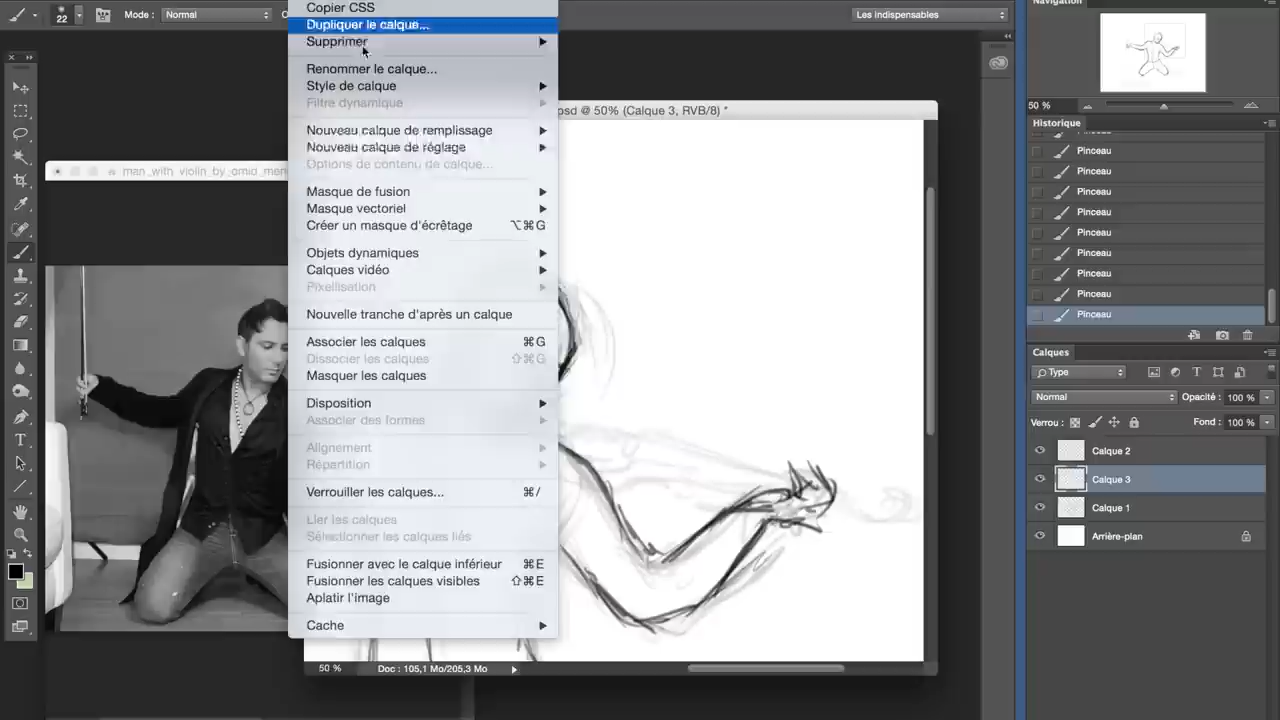 22
Mode :
Normal
Les indispensables
Copier CSS
Dupliquer le calque...
Supprimer
Renommer le calque...
Style de calque
Filtre dynamique
Nouveau calque de remplissage
Nouveau calque de réglage
Options de contenu de calque...
Masque de fusion
Masque vectoriel
Créer un masque d'écrêtage ⌥⌘G
Objets dynamiques
Calques vidéo
Pixellisation
Nouvelle tranche d'après un calque
Associer les calques ⌘G
Dissocier les calques ⇧⌘G
Masquer les calques
Disposition
Associer des formes
Alignement
Répartition
Verrouiller les calques... ⌘/
Lier les calques
Sélectionner les calques liés
Fusionner avec le calque inférieur ⌘E
Fusionner les calques visibles ⇧⌘E
Aplatir l'image
Cache
man_with_violin_by_omid_men
psd @ 50% (Calque 3, RVB/8) *
50 %
Doc : 105,1 Mo/205,3 Mo
Navigation
50 %
Historique
Pinceau
Pinceau
Pinceau
Pinceau
Pinceau
Pinceau
Pinceau
Pinceau
Pinceau
Calques
Type
Normal
Opacité : 100 %
Verrou :
Fond : 100 %
Calque 2
Calque 3
Calque 1
Arrière-plan